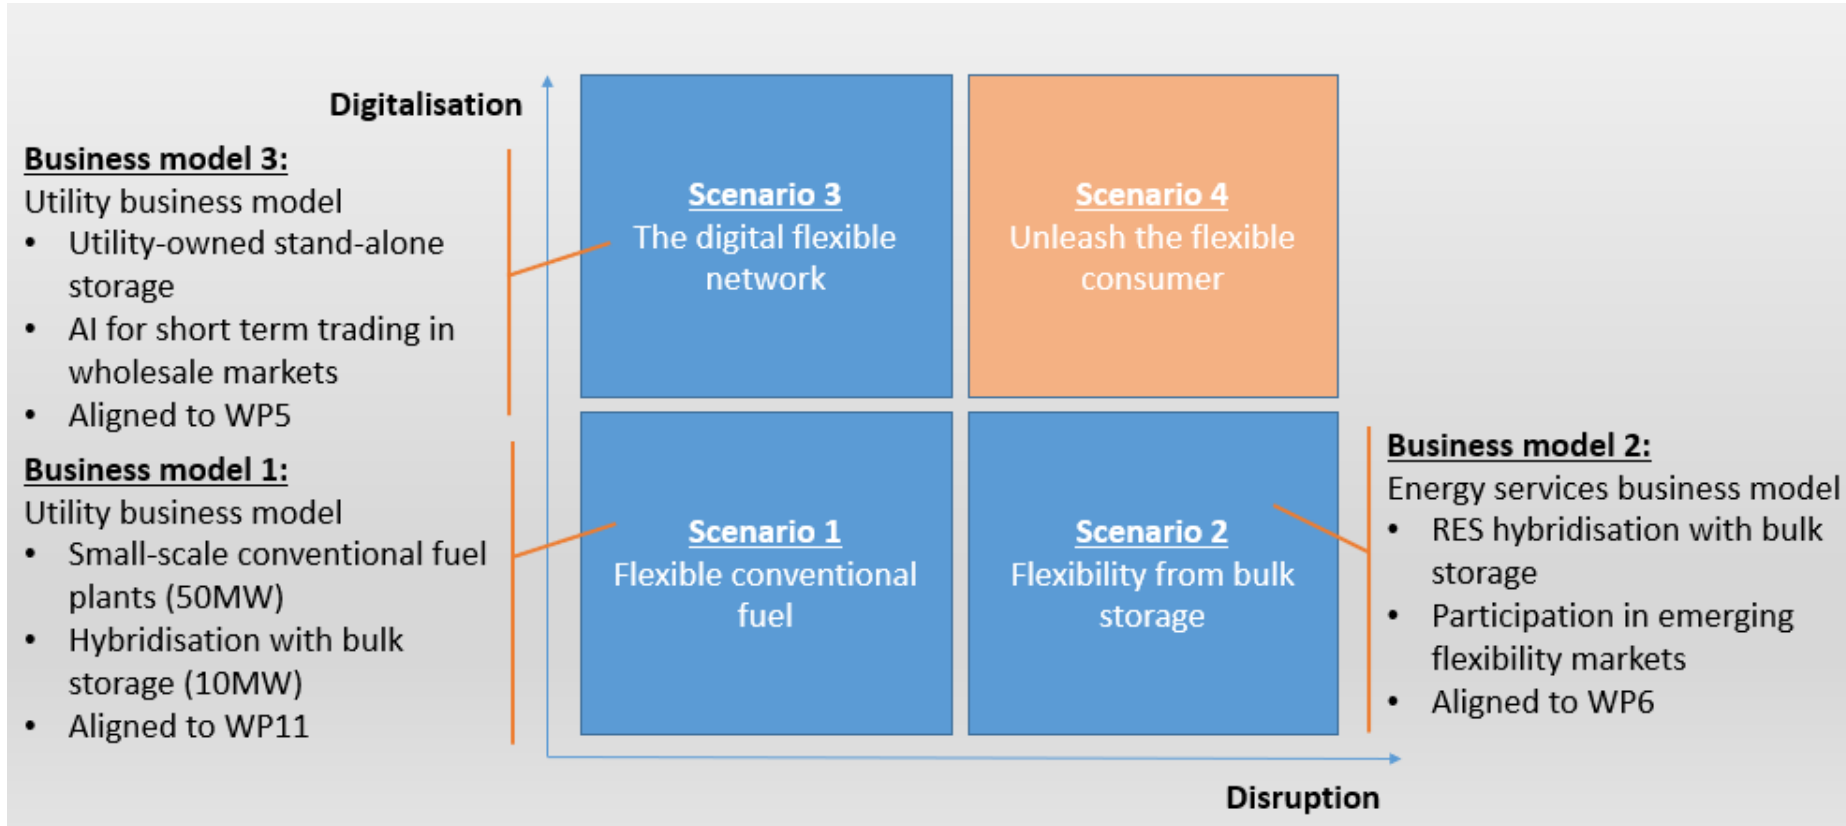 Digitalisation
Business model 3:
Utility business model
• Utility-owned stand-alone
storage
• AI for short term trading in
wholesale markets
• Aligned to WP5
Business model 1:
Utility business model
• Small-scale conventional fuel
plants (50MW)
• Hybridisation with bulk
storage (10MW)
• Aligned to WP11
Scenario 3
The digital flexible
network
Scenario 4
Unleash the flexible
consumer
Scenario 1
Flexible conventional
fuel
Scenario 2
Flexibility from bulk
storage
Business model 2:
Energy services business model
• RES hybridisation with bulk
storage
• Participation in emerging
flexibility markets
• Aligned to WP6
Disruption